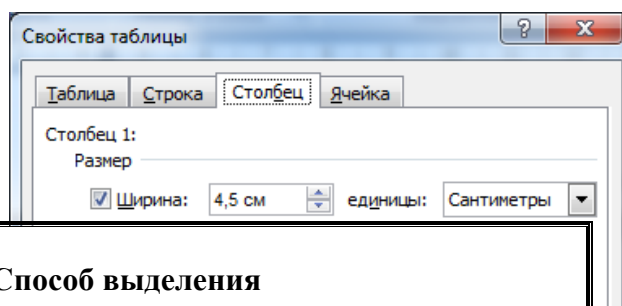 Свойства таблицы
Таблица Строка Столбец Ячейка
Столбец 1:
Размер
Ширина: 4,5 см единицы: Сантиметры
Способ выделения